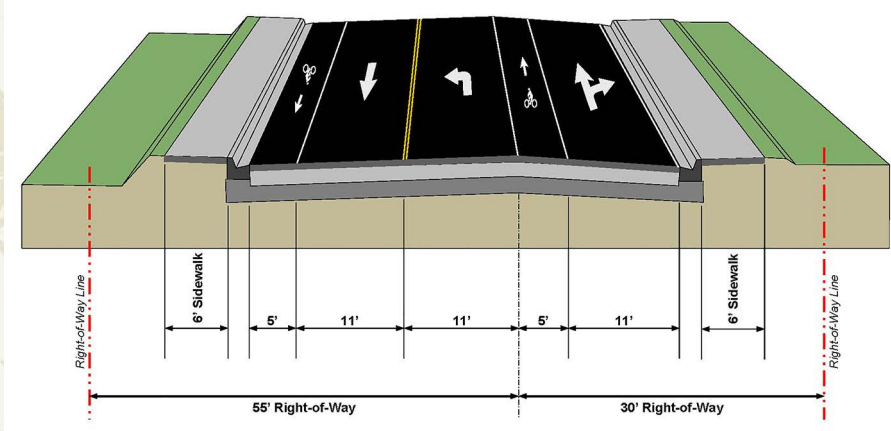 Right-of-Way Line
6' Sidewalk
5'
11'
11'
5'
11'
6' Sidewalk
Right-of-Way Line
55' Right-of-Way
30' Right-of-Way